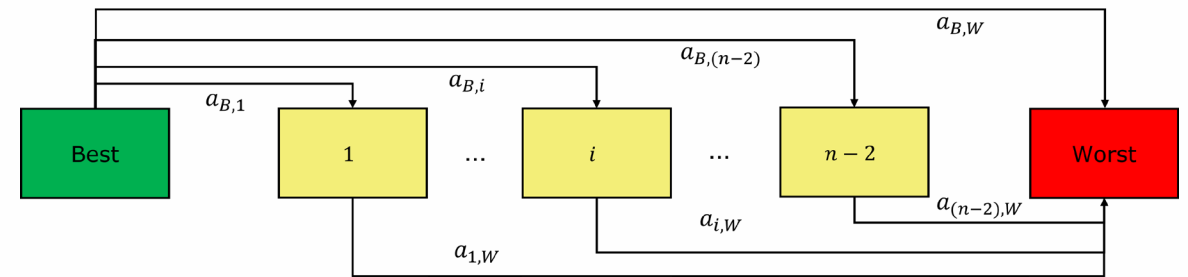 a_{B,W}
a_{B,(n-2)}
a_{B,i}
a_{B,1}
Best 1 ... i ... n − 2 Worst
a_{(n-2),W}
a_{i,W}
a_{1,W}